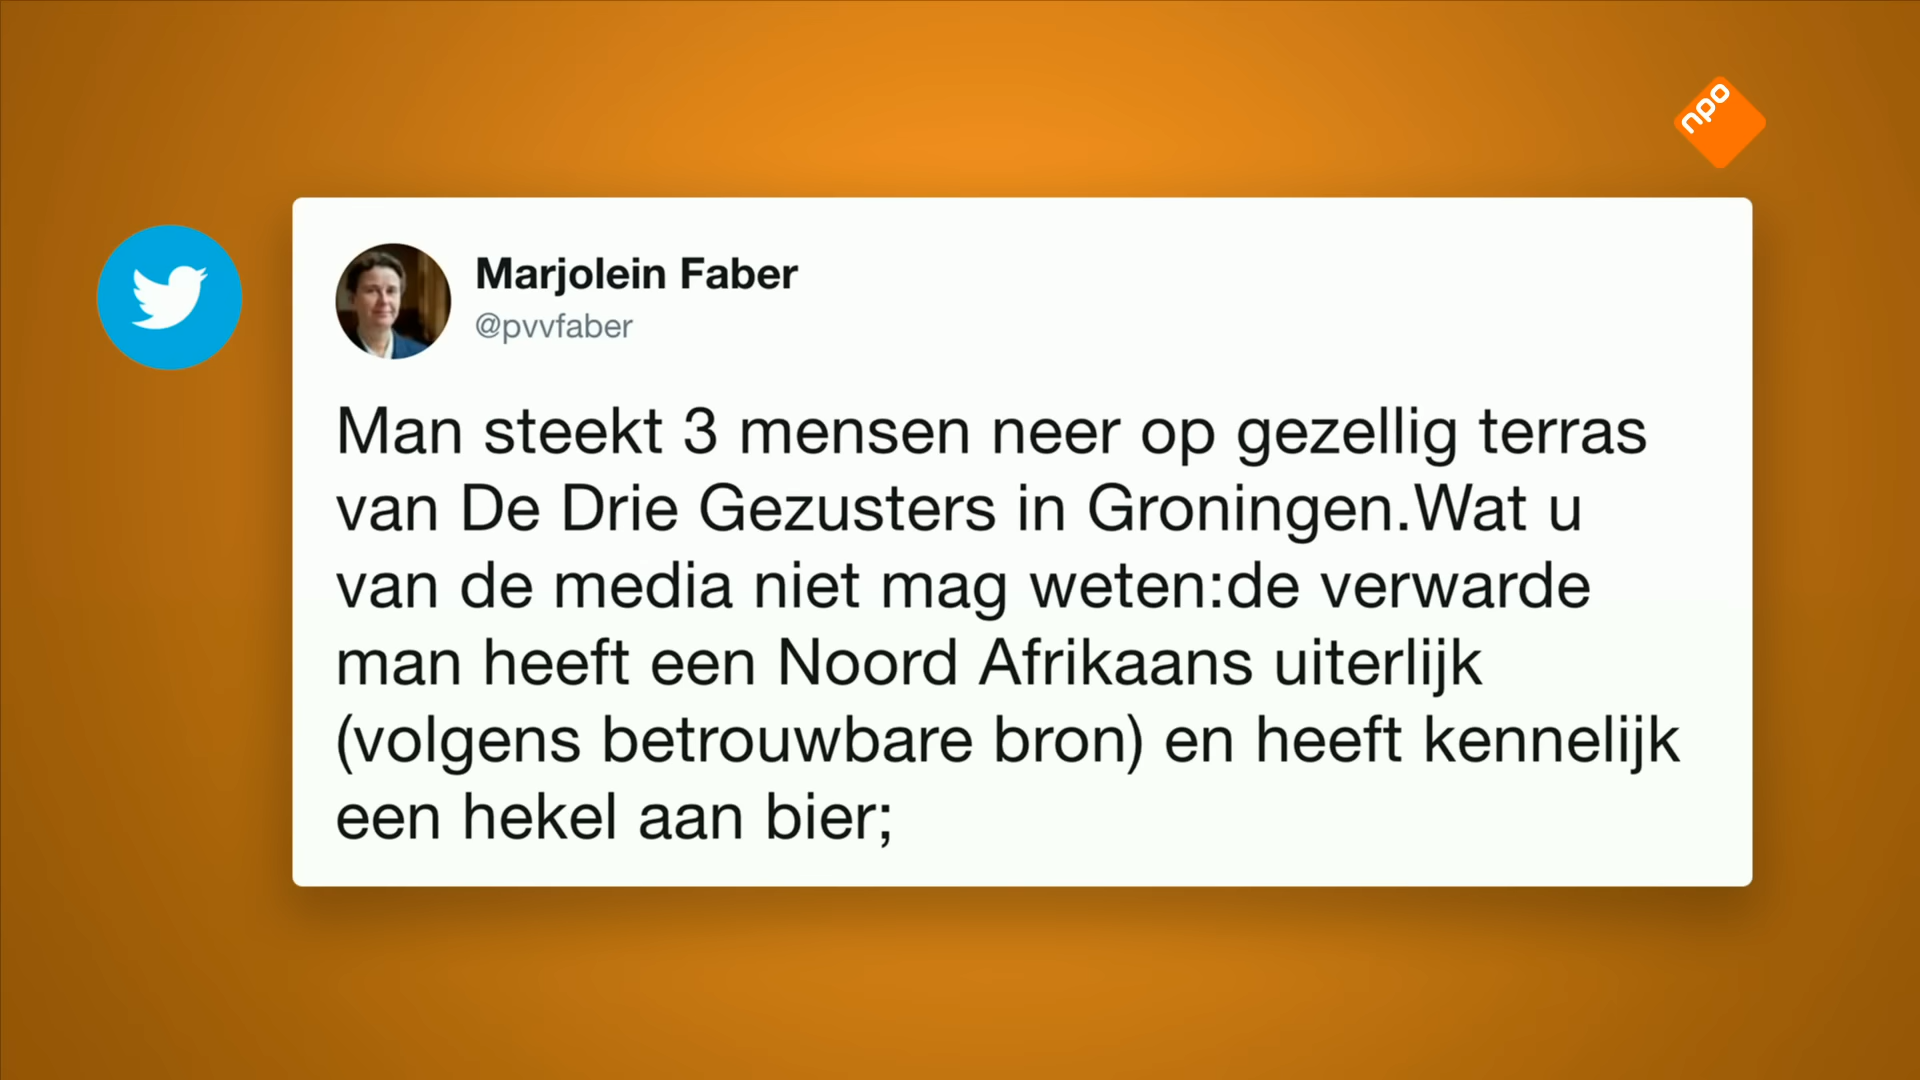 npo
Marjolein Faber
@pvvfaber
Man steekt 3 mensen neer op gezellig terras
van De Drie Gezusters in Groningen.Wat u
van de media niet mag weten:de verwarde
man heeft een Noord Afrikaans uiterlijk
(volgens betrouwbare bron) en heeft kennelijk
een hekel aan bier;